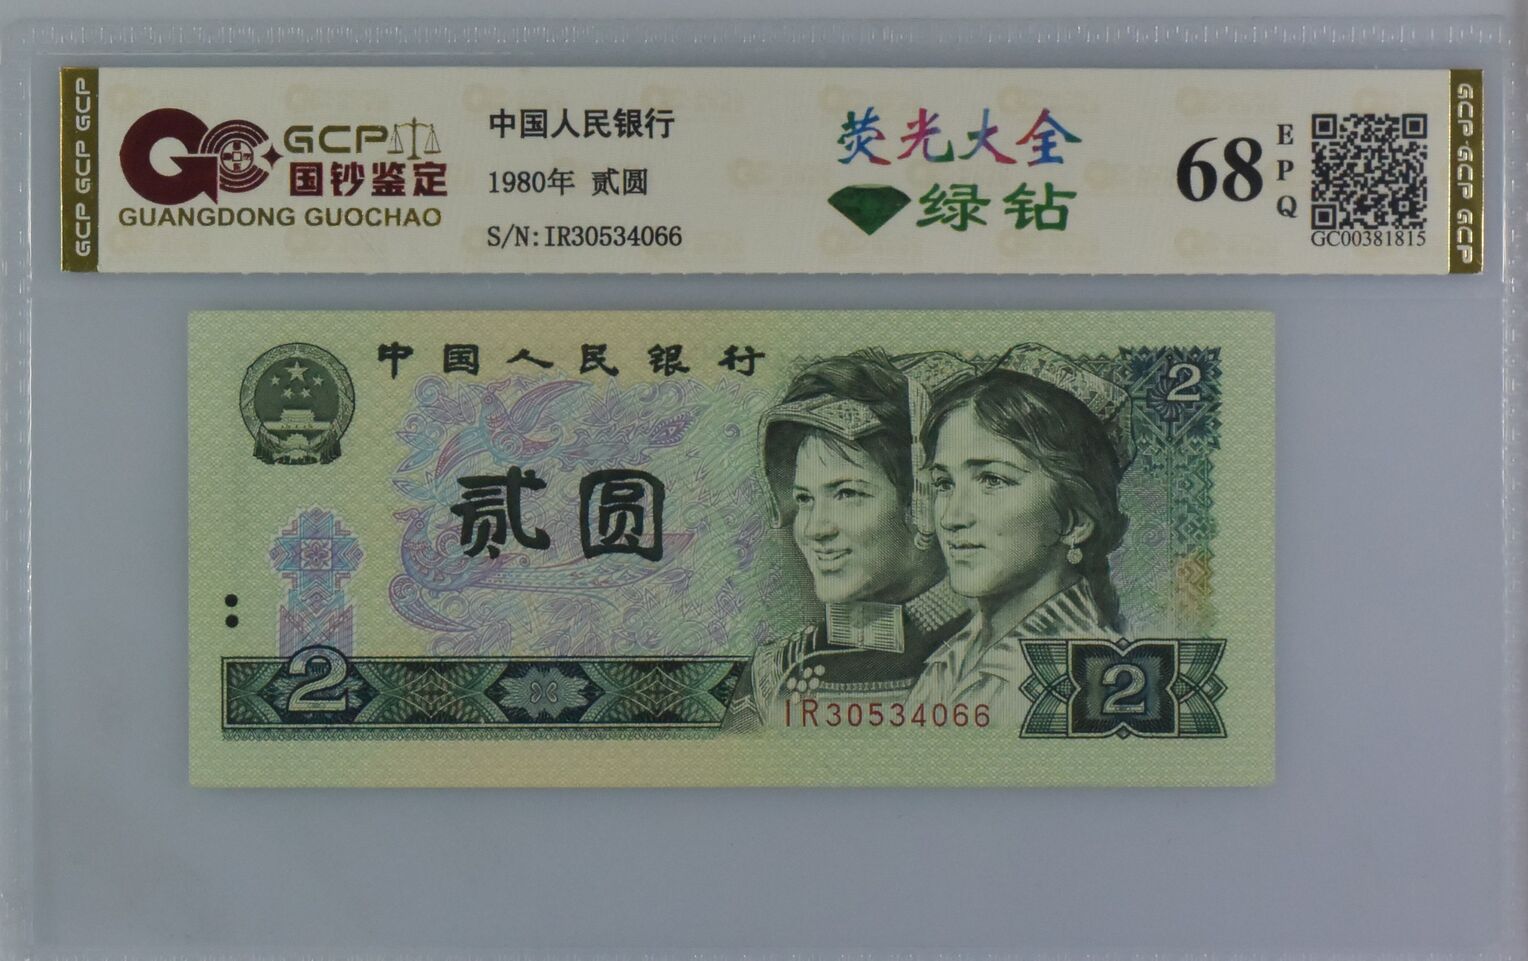 GCP GCP GCP
GCP
国钞鉴定
GUANGDONG GUOCHAO
中国人民银行
1980年 贰圆
S/N:IR30534066
荧光大全
绿钻
68
EPQ
GC00381815
GCP GCP GCP
中国人民银行
2
贰圆
2
IR30534066
2